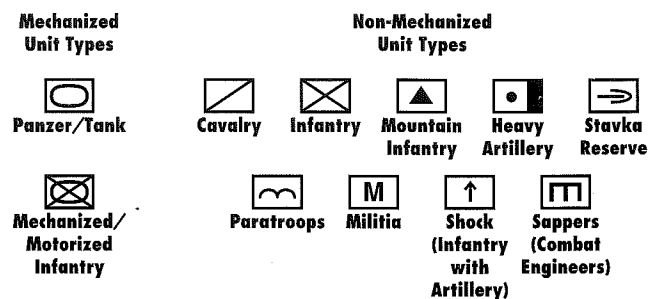 Mechanized
Unit Types
Non-Mechanized
Unit Types
Panzer/Tank
Cavalry
Infantry
Mountain
Infantry
Heavy
Artillery
Stavka
Reserve
Mechanized/
Motorized
Infantry
Paratroops
M
Militia
Shock
(Infantry
with
Artillery)
Sappers
(Combat
Engineers)